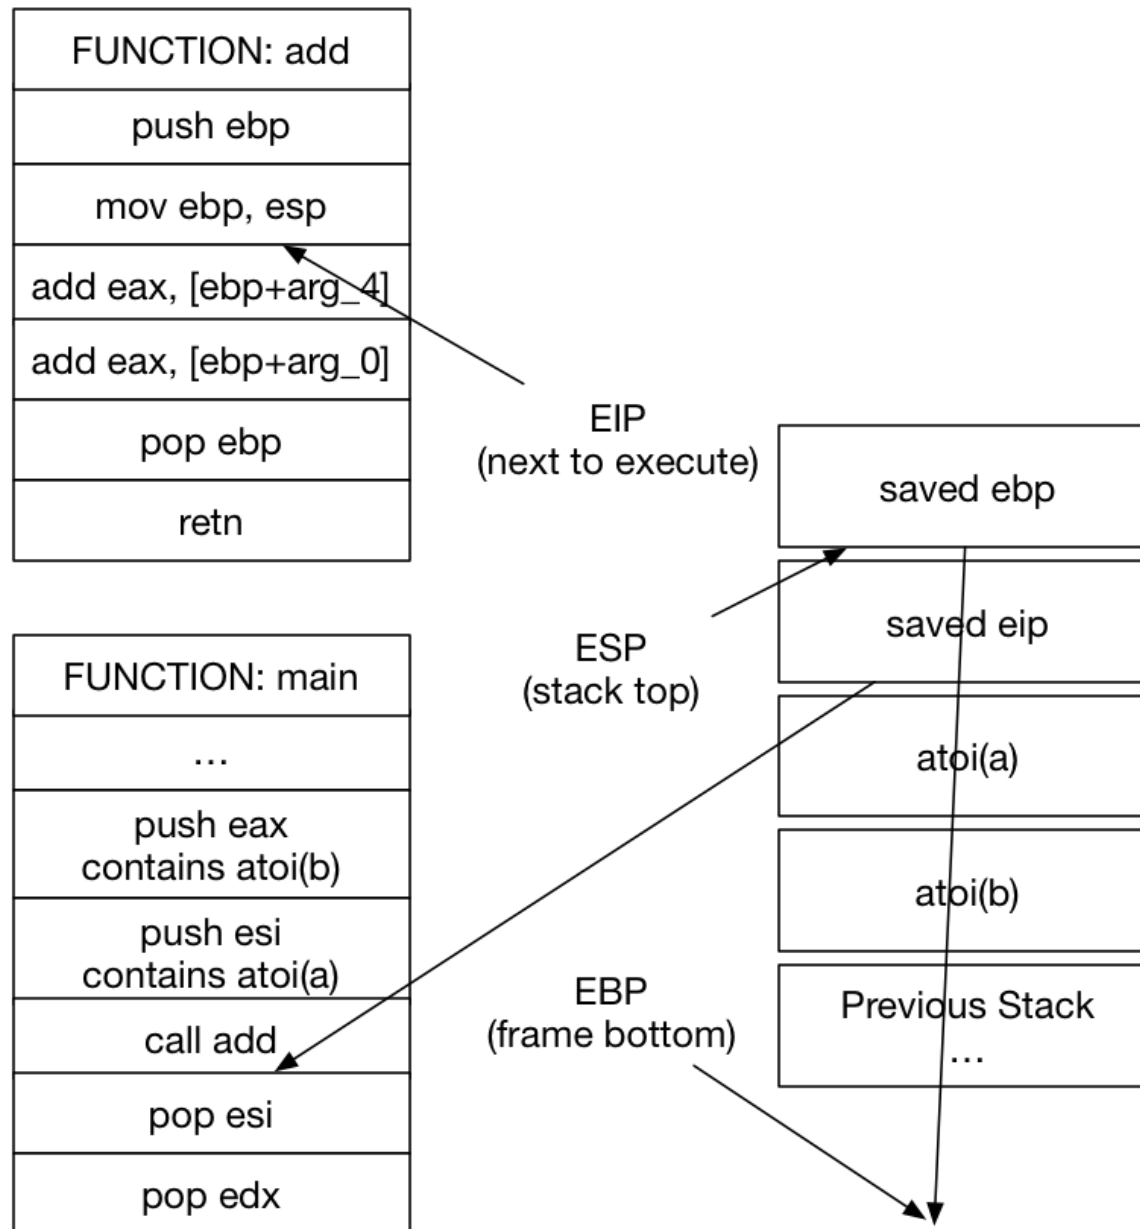 FUNCTION: add
push ebp
mov ebp, esp
add eax, [ebp+arg_4]
add eax, [ebp+arg_0]
pop ebp
retn
EIP
(next to execute)
saved ebp
ESP
(stack top)
saved eip
atoi(a)
atoi(b)
EBP
(frame bottom)
Previous Stack
...
FUNCTION: main
...
push eax
contains atoi(b)
push esi
contains atoi(a)
call add
pop esi
pop edx